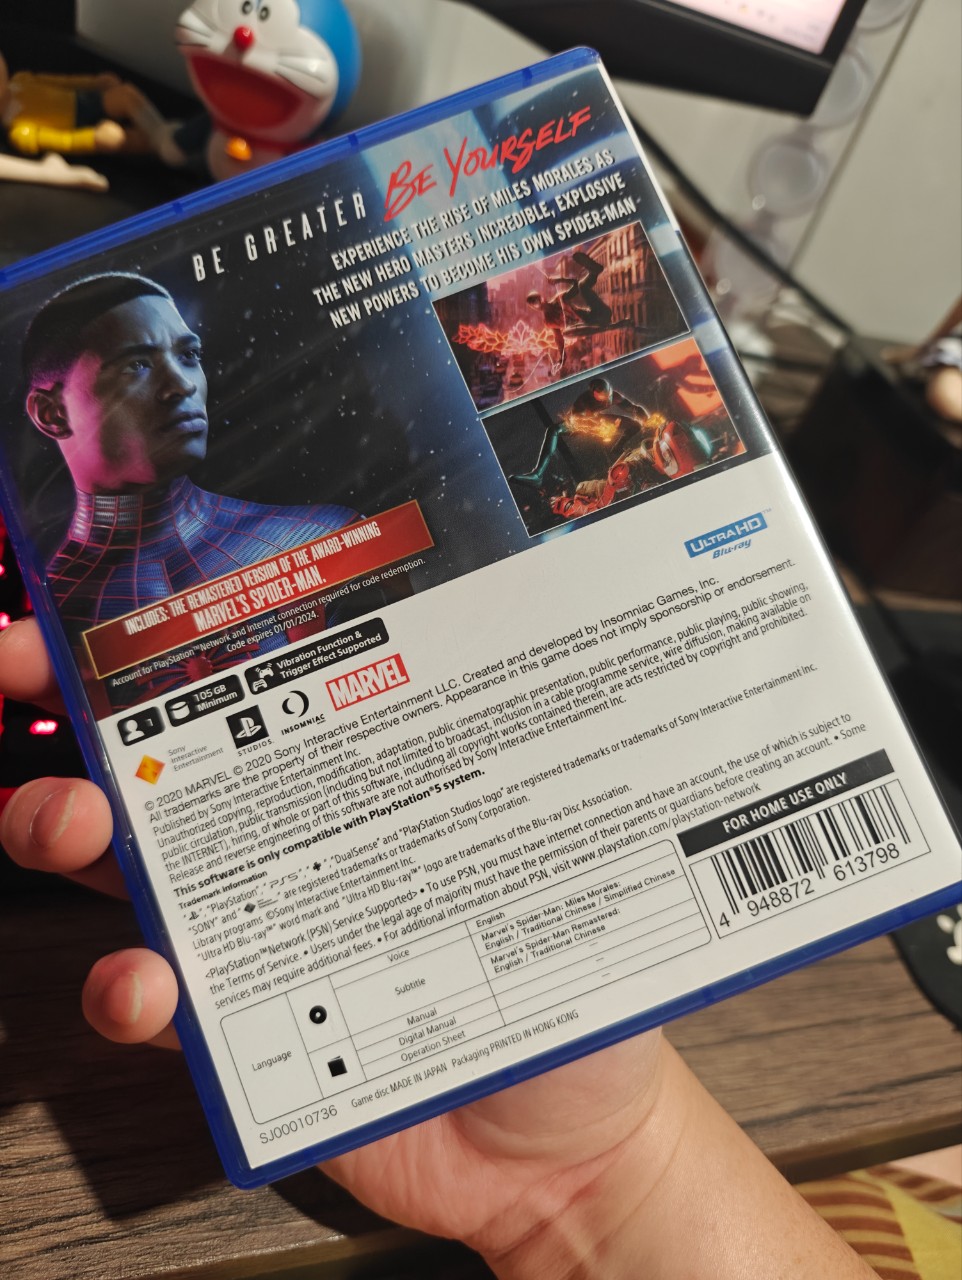 BE GREATER BE YOURSELF
EXPERIENCE THE RISE OF MILES MORALES AS
THE NEW HERO MASTERS INCREDIBLE, EXPLOSIVE
NEW POWERS TO BECOME HIS OWN SPIDER-MAN
INCLUDES: THE REMASTERED VERSION OF THE AWARD-WINNING
MARVEL'S SPIDER-MAN.
Account for PlayStation™Network and internet connection required for code redemption.
Code expires 01/01/2024.
ULTRA HD
Blu-ray™
1
105 GB
Minimum
Vibration Function &
Trigger Effect Supported
Sony
Interactive
Entertainment
STUDIOS
INSOMNIAC
MARVEL
© 2020 MARVEL © 2020 Sony Interactive Entertainment LLC. Created and developed by Insomniac Games, Inc.
All trademarks are the property of their respective owners. Appearance in this game does not imply sponsorship or endorsement.
Published by Sony Interactive Entertainment Inc.
Unauthorized copying, reproduction, modification, adaptation, public cinematographic presentation, public performance, public playing, public showing,
public circulation, public transmission (including but not limited to broadcast, inclusion in a cable programme service, wire diffusion, making available on
the INTERNET), hiring, of whole or part of this software, including all copyright works contained therein, are acts restricted by copyright and prohibited.
Release and reverse engineering of this software are not authorised by Sony Interactive Entertainment Inc.
This software is only compatible with PlayStation®5 system.
Trademark Information
"PlayStation", "PS5", "DualSense" and "PlayStation Studios logo" are registered trademarks or trademarks of Sony Interactive Entertainment Inc.
"SONY" and are registered trademarks or trademarks of Sony Corporation.
Library programs ©Sony Interactive Entertainment Inc.
"Ultra HD Blu-ray™" word mark and "Ultra HD Blu-ray™" logo are trademarks of the Blu-ray Disc Association.
<PlayStation™Network (PSN) Service Supported> • To use PSN, you must have internet connection and have an account, the use of which is subject to
the Terms of Service. • Users under the legal age of majority must have the permission of their parents or guardians before creating an account. • Some
services may require additional fees. • For additional information about PSN, visit www.playstation.com/playstation-network
FOR HOME USE ONLY
4 948872 613798
Language
Voice
English
Subtitle
Marvel's Spider-Man: Miles Morales:
English / Traditional Chinese / Simplified Chinese
Marvel's Spider-Man Remastered:
English / Traditional Chinese
Manual
—
Digital Manual
—
Operation Sheet
SJ00010736
Game disc MADE IN JAPAN Packaging PRINTED IN HONG KONG